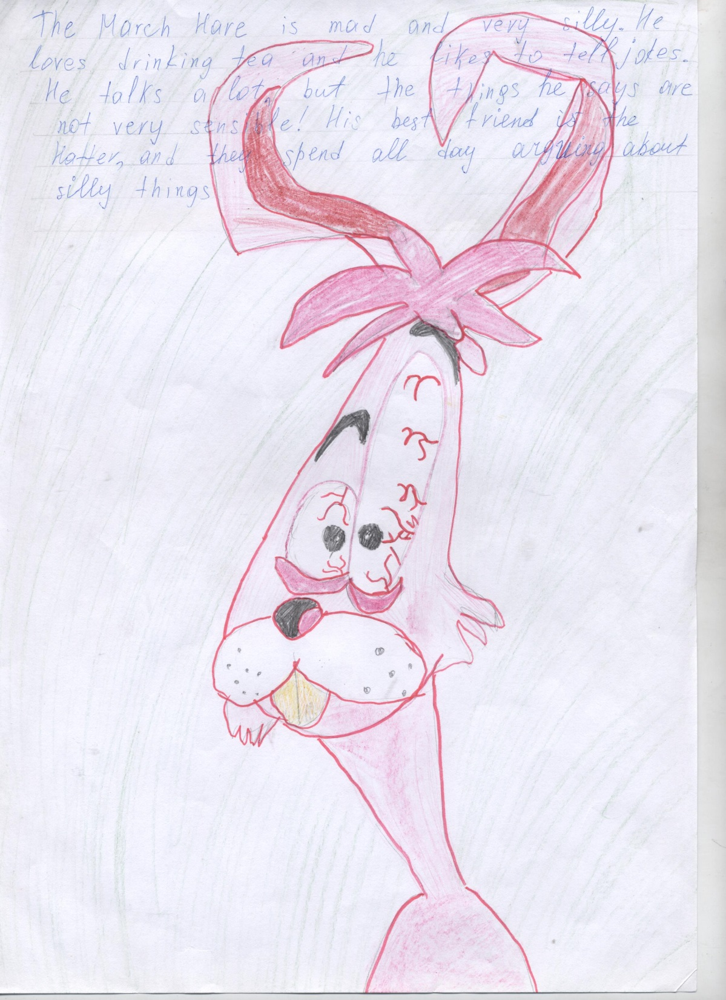 The March Hare is mad and very silly. He
loves drinking tea and he likes to tell jokes.
He talks a lot, but the things he says are
not very sensible! His best friend is the
Hatter, and they spend all day arguing about
silly things